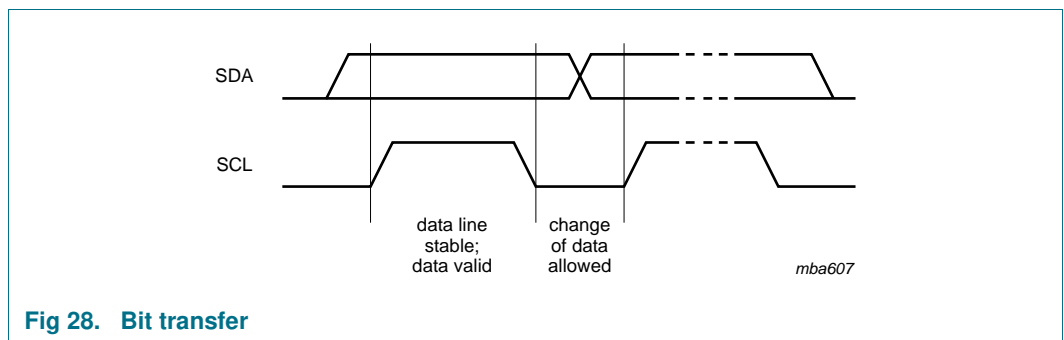 SDA
SCL
data line
stable;
data valid
change
of data
allowed
mba607
Fig 28. Bit transfer